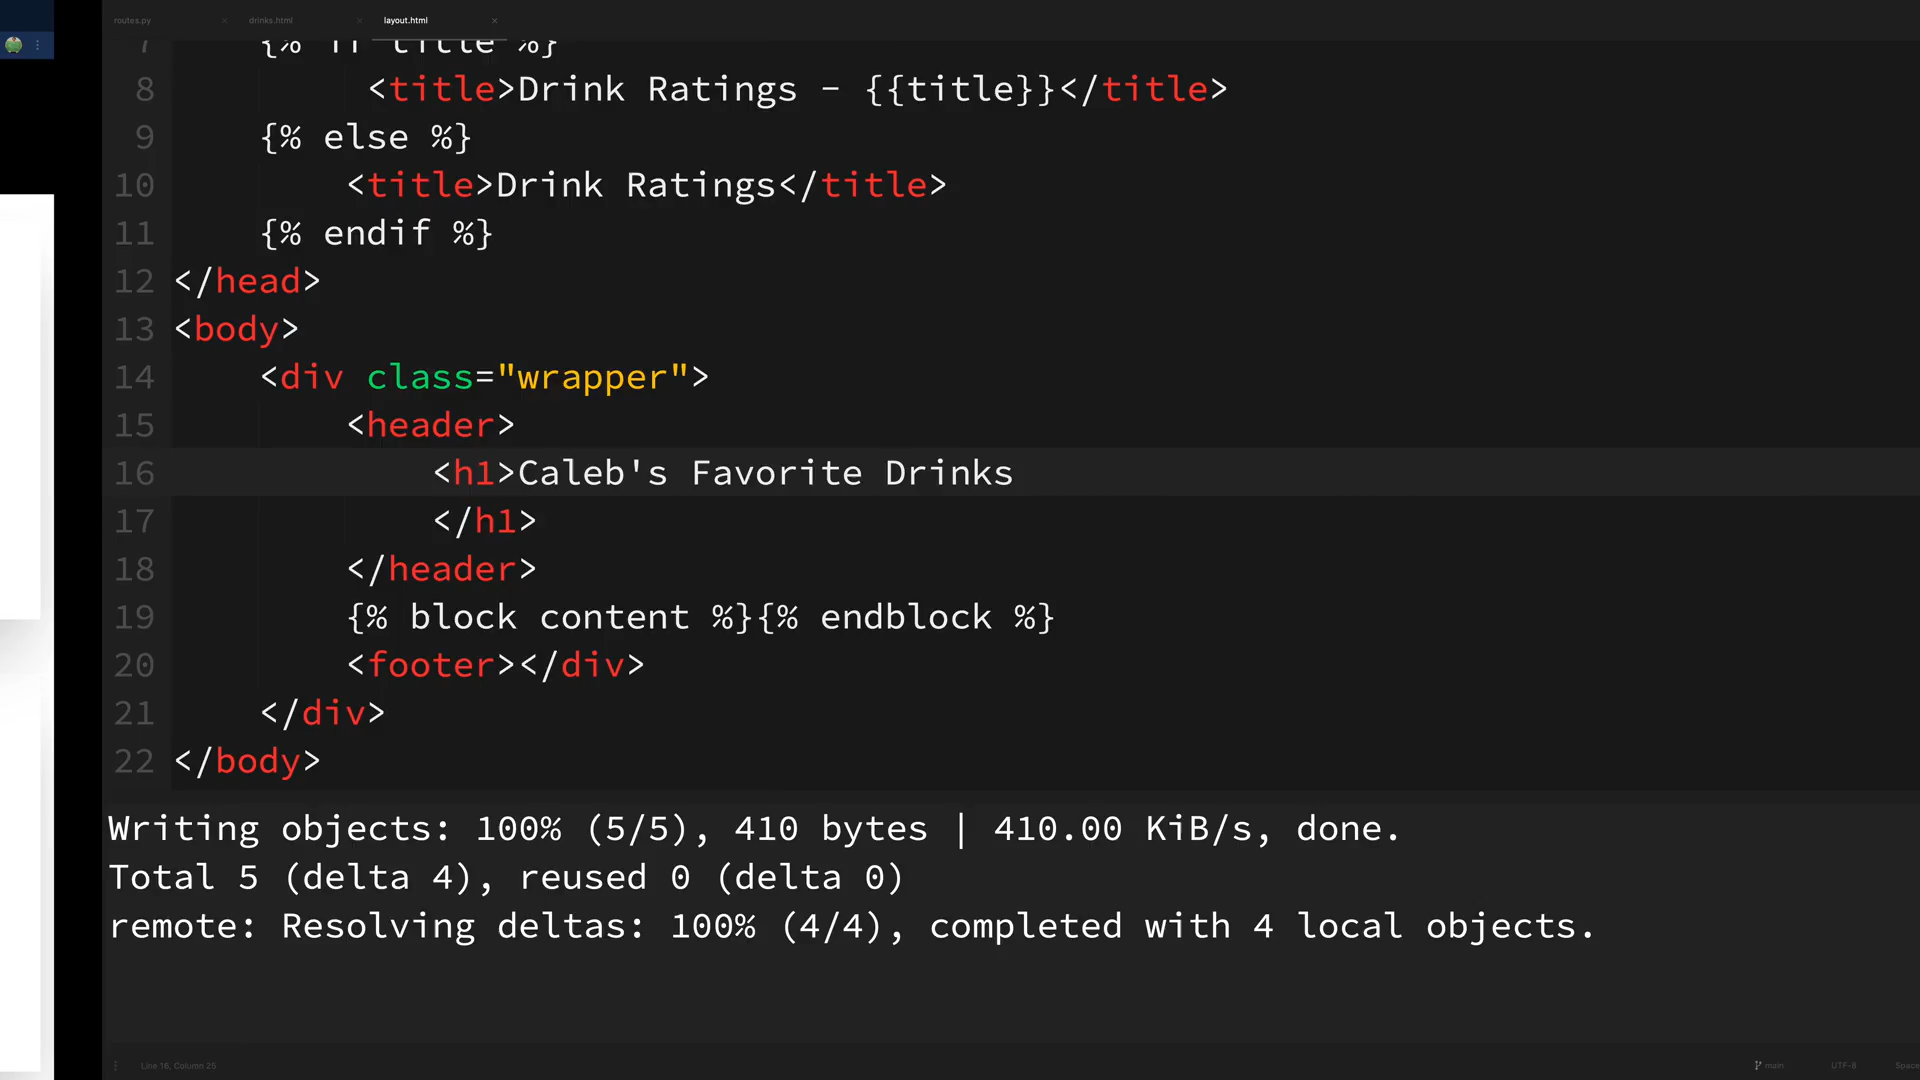 routes.py × drinks.html × layout.html ×
7 {% if title %}
8 <title>Drink Ratings - {{title}}</title>
9 {% else %}
10 <title>Drink Ratings</title>
11 {% endif %}
12 </head>
13 <body>
14 <div class="wrapper">
15 <header>
16 <h1>Caleb's Favorite Drinks
17 </h1>
18 </header>
19 {% block content %}{% endblock %}
20 <footer></div>
21 </div>
22 </body>
Writing objects: 100% (5/5), 410 bytes | 410.00 KiB/s, done.
Total 5 (delta 4), reused 0 (delta 0)
remote: Resolving deltas: 100% (4/4), completed with 4 local objects.
Line 16, Column 25 main UTF-8 Space